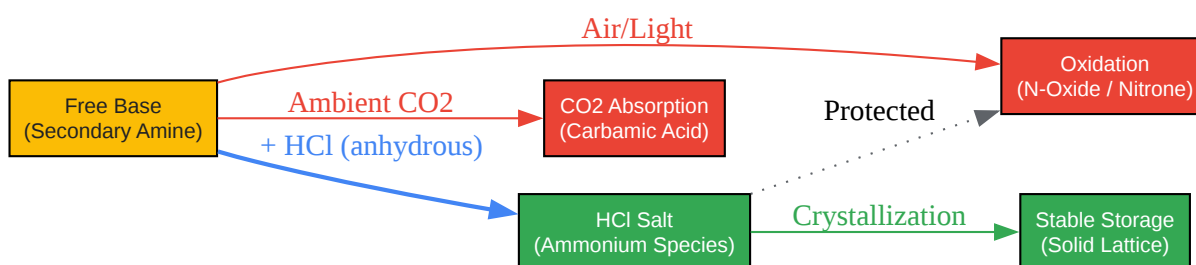 Air/Light
Oxidation
(N-Oxide / Nitrone)
Free Base
(Secondary Amine)
Ambient CO2
CO2 Absorption
(Carbamic Acid)
Protected
+ HCl (anhydrous)
HCl Salt
(Ammonium Species)
Crystallization
Stable Storage
(Solid Lattice)